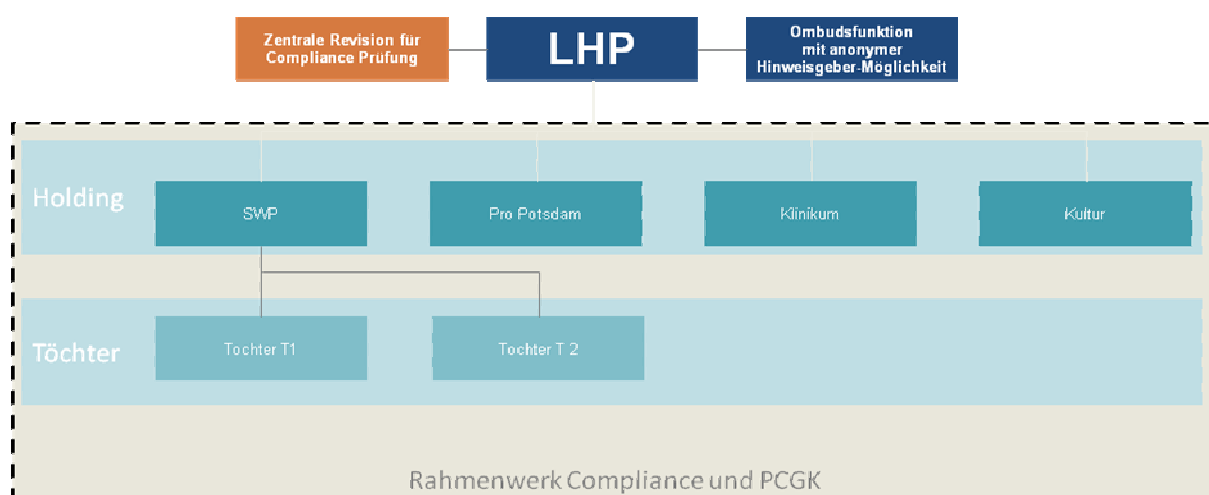 Zentrale Revision für
Compliance Prüfung
LHP
Ombudsfunktion
mit anonymer
Hinweisgeber-Möglichkeit
Holding
SWP
Pro Potsdam
Klinikum
Kultur
Töchter
Tochter T1
Tochter T 2
Rahmenwerk Compliance und PCGK